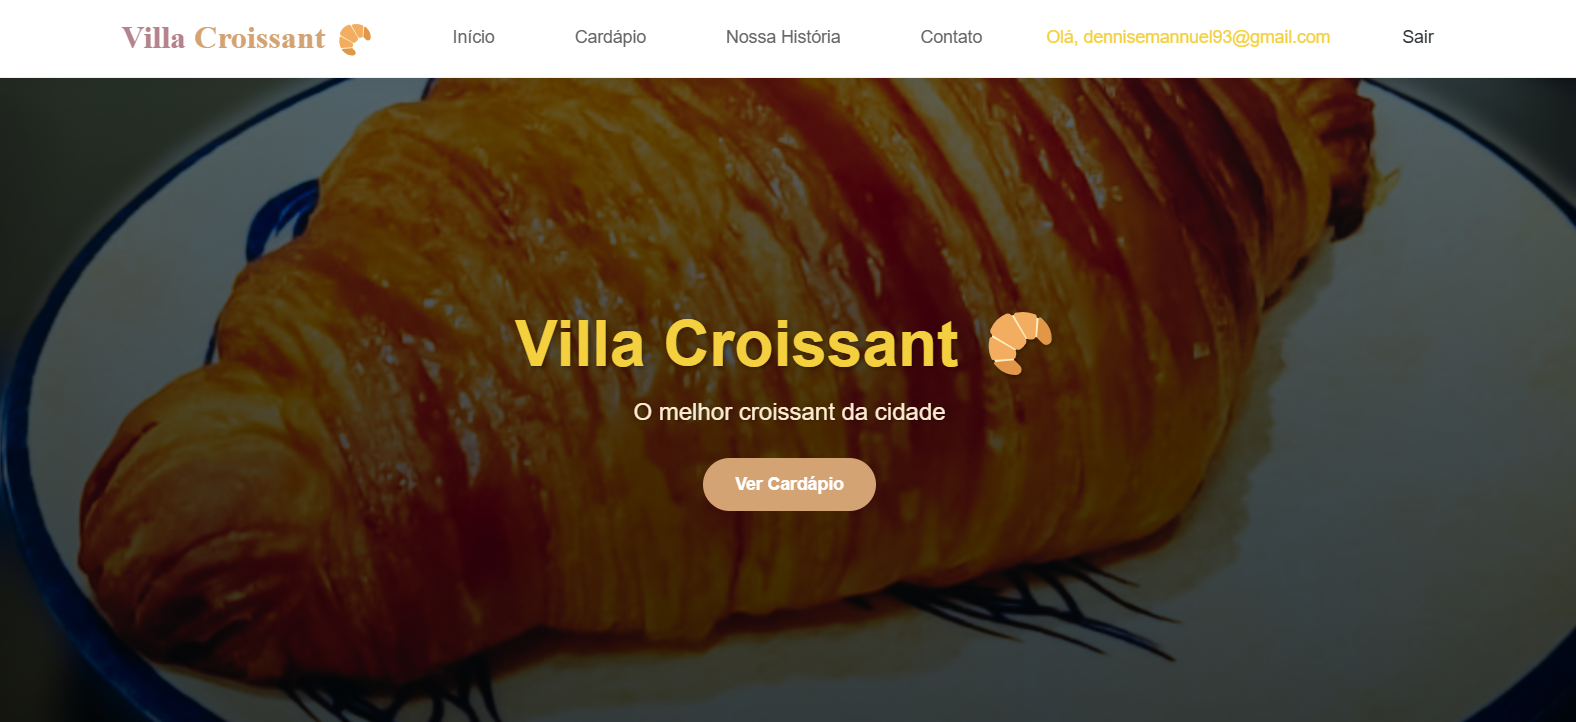 Villa Croissant
Início
Cardápio
Nossa História
Contato
Olá, dennisemannuel93@gmail.com
Sair
Villa Croissant
O melhor croissant da cidade
Ver Cardápio